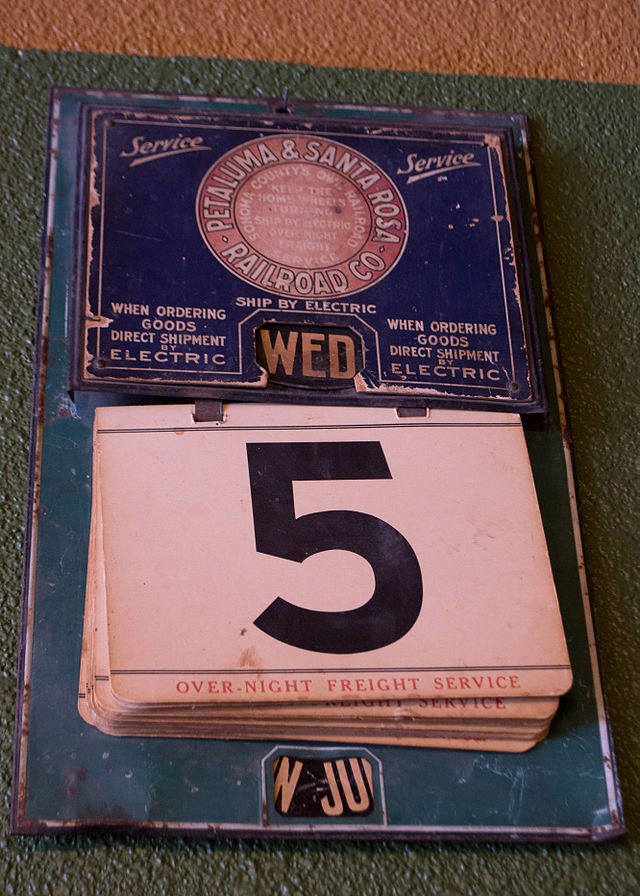 Service
Service
PETALUMA & SANTA ROSA
RAILROAD CO
SONOMA COUNTY'S OWN RAILROAD
KEEP THE
HOME WHEELS
TURNING
SHIP BY ELECTRIC
OVER-NIGHT
FREIGHT
SERVICE
SHIP BY ELECTRIC
WHEN ORDERING
GOODS
DIRECT SHIPMENT
BY
ELECTRIC
WHEN ORDERING
GOODS
DIRECT SHIPMENT
BY
ELECTRIC
WED
5
OVER-NIGHT FREIGHT SERVICE
FREIGHT SERVICE
N JU